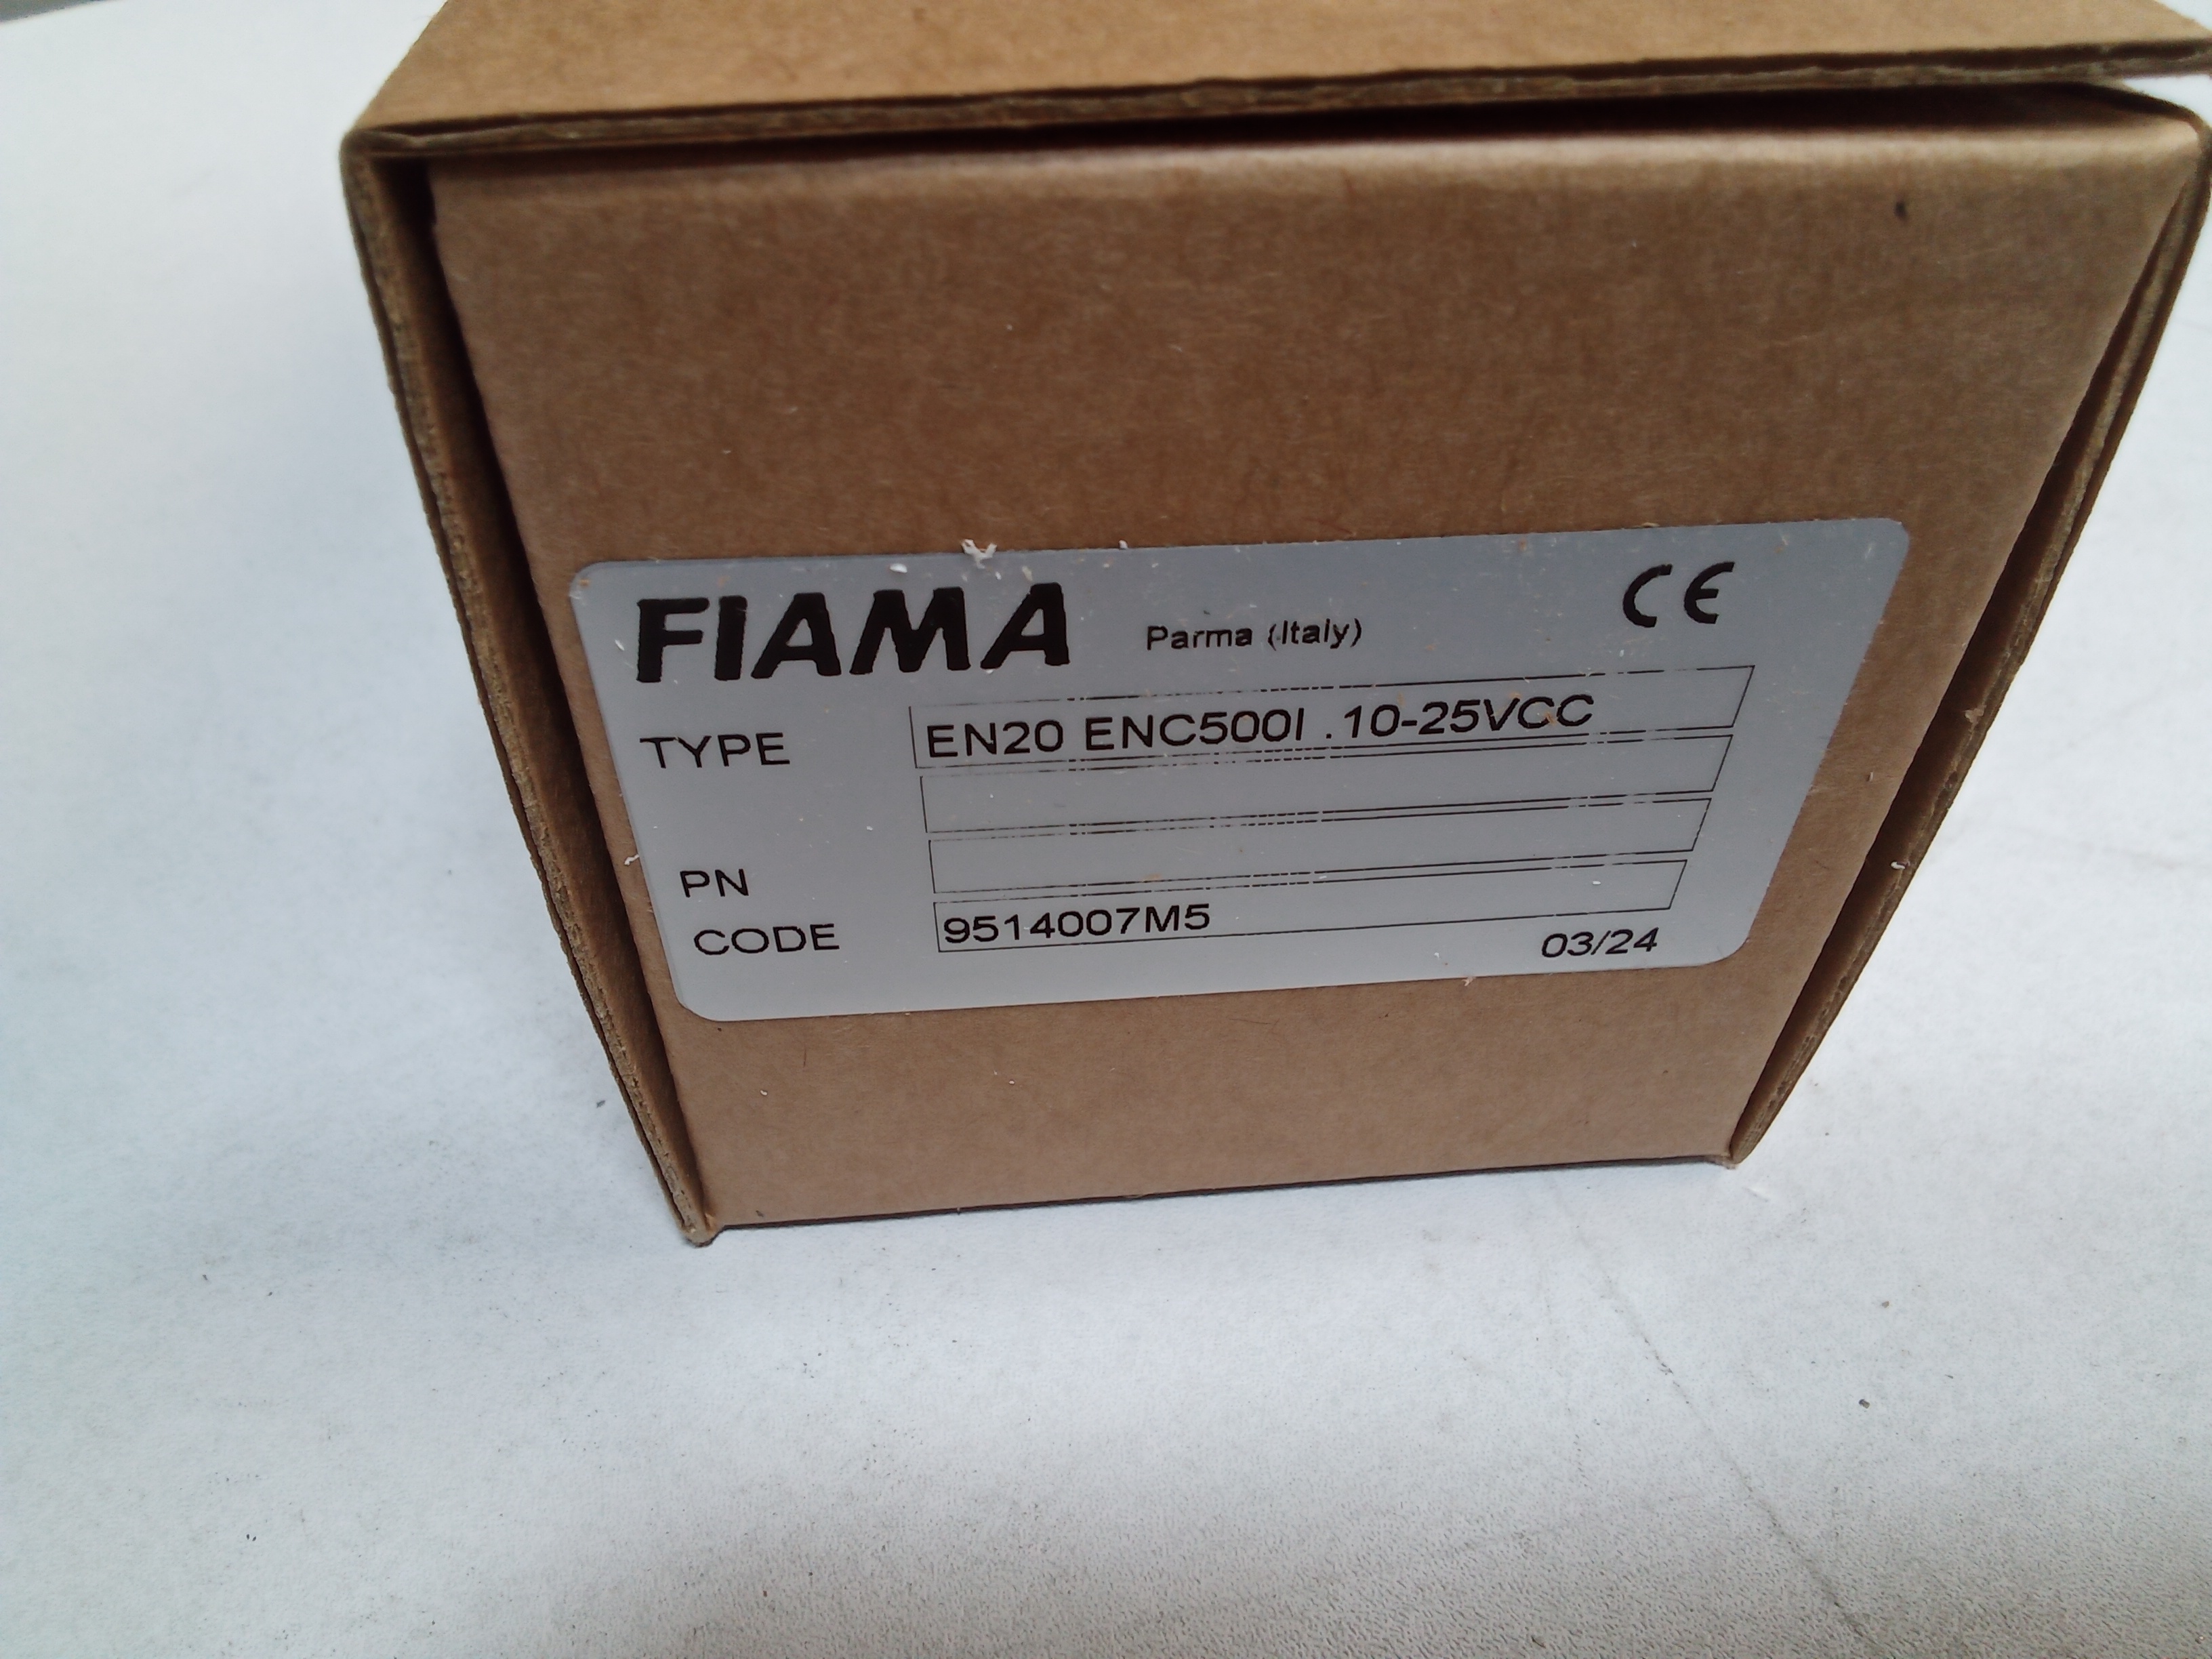 FIAMA Parma (Italy) CE
TYPE EN20 ENC500I .10-25VCC
PN
CODE 9514007M5
03/24